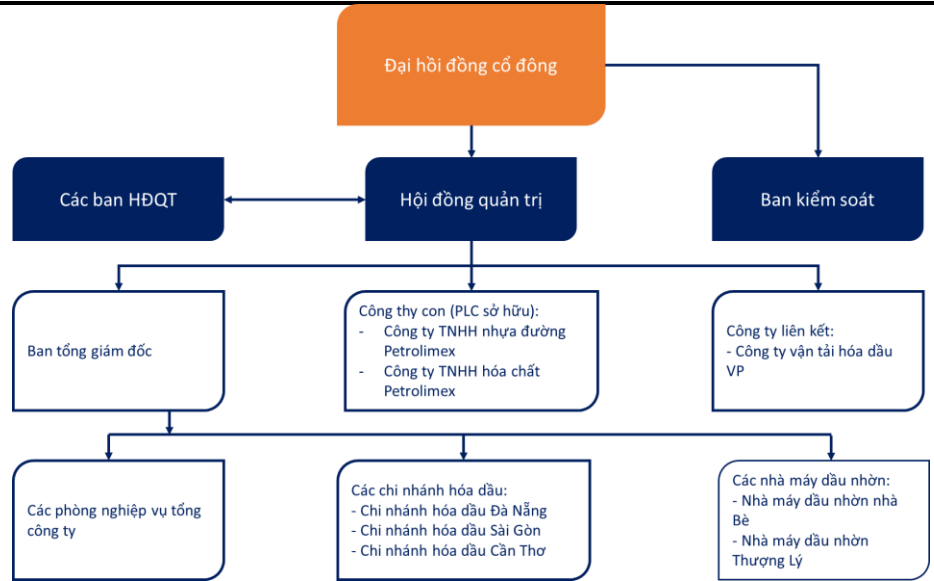 Đại hồi đồng cổ đông
Các ban HĐQT
Hội đồng quản trị
Ban kiểm soát
Ban tổng giám đốc
Công thy con (PLC sở hữu):
- Công ty TNHH nhựa đường
Petrolimex
- Công ty TNHH hóa chất
Petrolimex
Công ty liên kết:
- Công ty vận tải hóa dầu
VP
Các phòng nghiệp vụ tổng
công ty
Các chi nhánh hóa dầu:
- Chi nhánh hóa dầu Đà Nẵng
- Chi nhánh hóa dầu Sài Gòn
- Chi nhánh hóa dầu Cần Thơ
Các nhà máy dầu nhờn:
- Nhà máy dầu nhờn nhà
Bè
- Nhà máy dầu nhờn
Thượng Lý